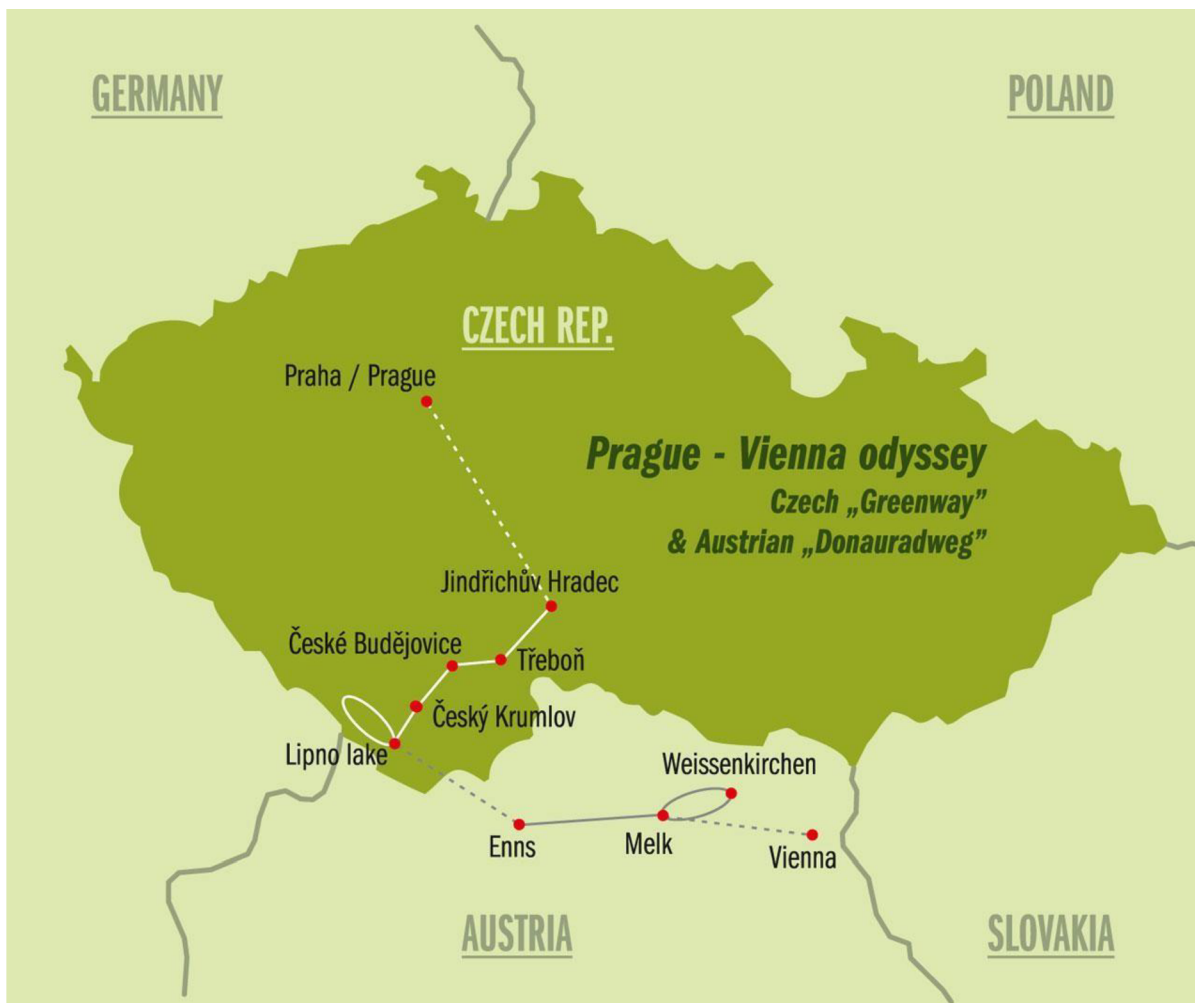 GERMANY
POLAND
CZECH REP.
Praha / Prague
Prague - Vienna odyssey
Czech „Greenway”
& Austrian „Donauradweg”
Jindřichův Hradec
České Budějovice
Třeboň
Český Krumlov
Lipno lake
Weissenkirchen
Enns
Melk
Vienna
AUSTRIA
SLOVAKIA